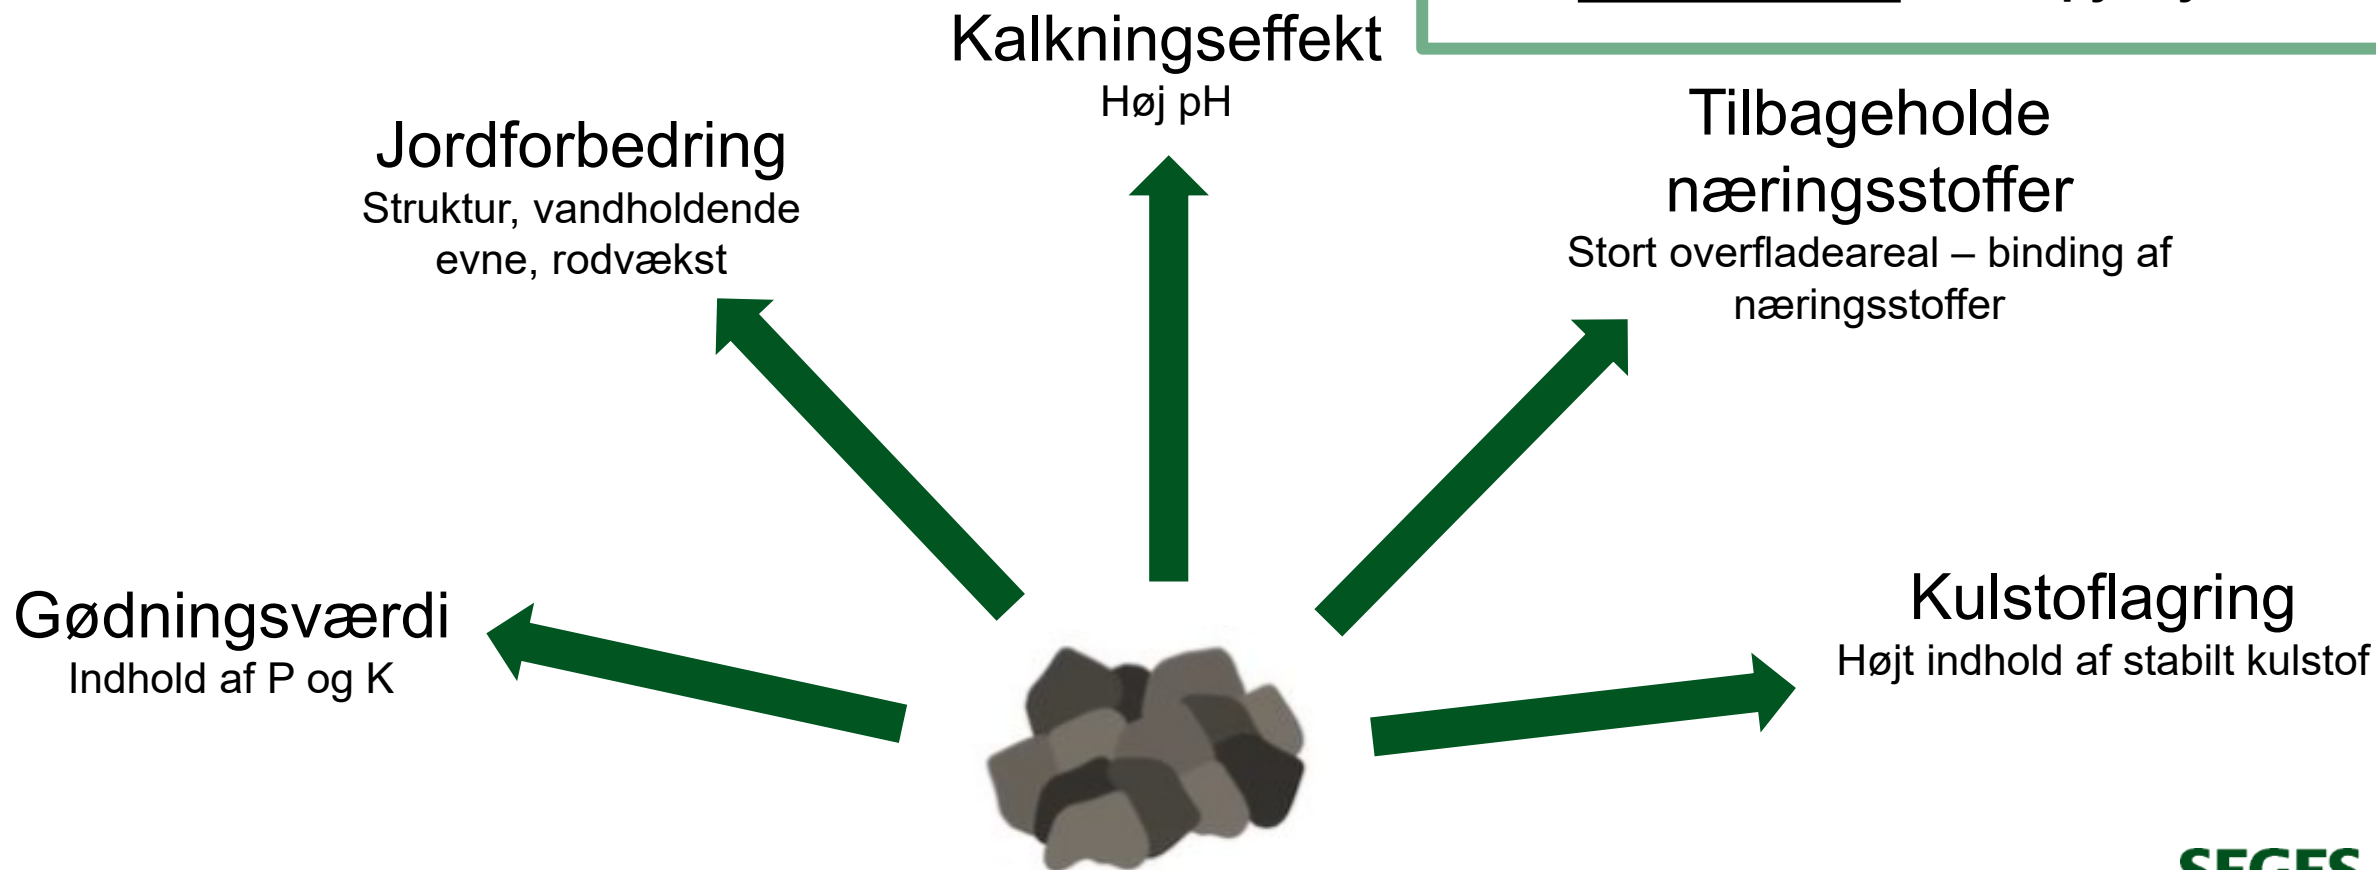 Kalkningseffekt
Høj pH
Jordforbedring
Struktur, vandholdende
evne, rodvækst
Tilbageholde
næringsstoffer
Stort overfladeareal – binding af
næringsstoffer
Gødningsværdi
Indhold af P og K
Kulstoflagring
Højt indhold af stabilt kulstof
SEGES